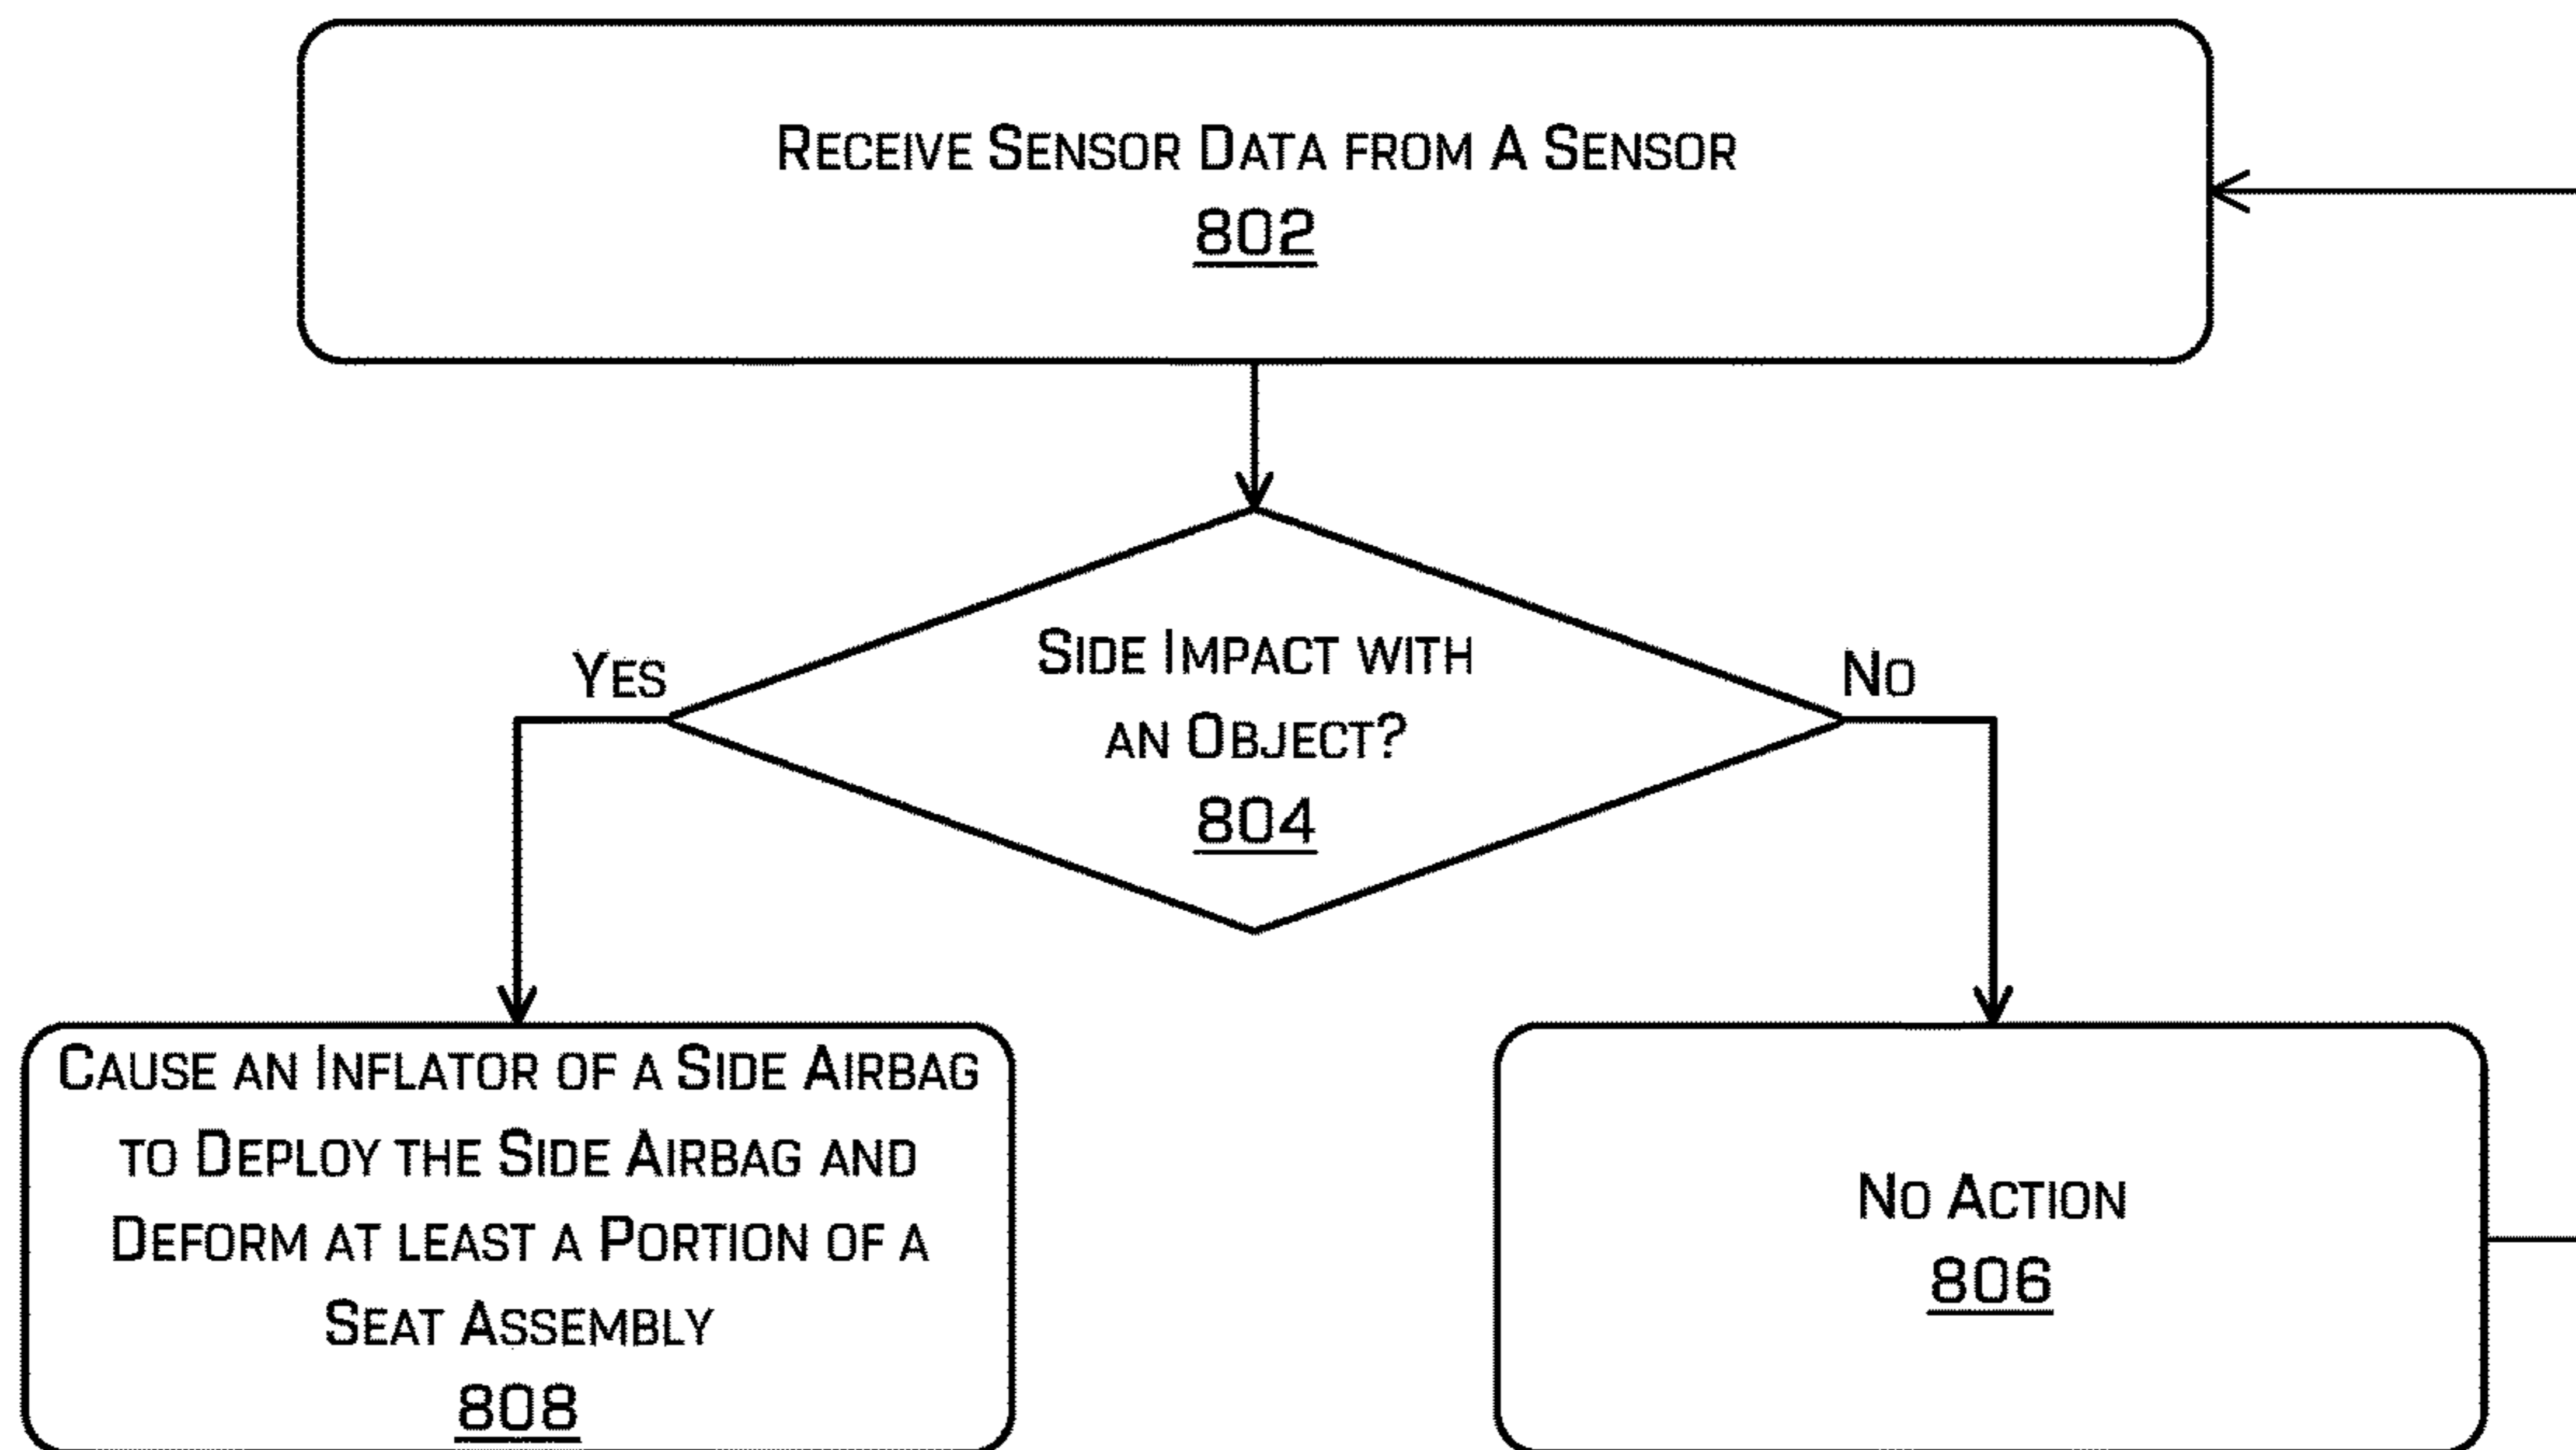 Receive Sensor Data from A Sensor
802
Side Impact with
an Object?
804
Yes
No
Cause an Inflator of a Side Airbag
to Deploy the Side Airbag and
Deform at least a Portion of a
Seat Assembly
808
No Action
806